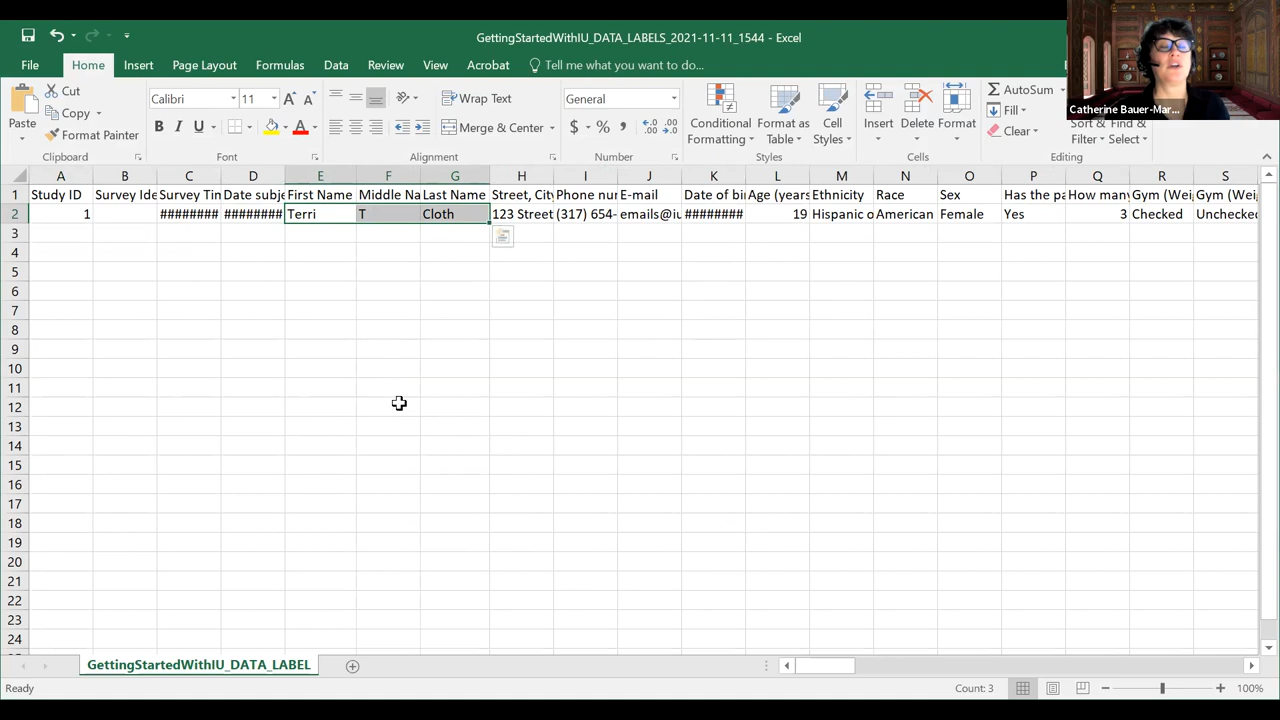 GettingStartedWithIU_DATA_LABELS_2021-11-11_1544 - Excel
File Home Insert Page Layout Formulas Data Review View Acrobat Tell me what you want to do...
Catherine Bauer-Mar...
Paste
Cut
Copy
Format Painter
Clipboard
Calibri 11
B I U
Font
Wrap Text
Merge & Center
Alignment
General
$ % ,
Number
Conditional Formatting
Format as Table
Cell Styles
Styles
Insert Delete Format
Cells
AutoSum
Fill
Clear
Sort & Filter
Find & Select
Editing
A B C D E F G H I J K L M N O P Q R S
1 Study ID Survey Ide Survey Tin Date subje First Name Middle Na Last Name Street, City Phone nur E-mail Date of bi Age (years Ethnicity Race Sex Has the pa How many Gym (Wei Gym (Wei
2 1 ######## ######## Terri T Cloth 123 Street (317) 654- emails@iu ######## 19 Hispanic o American Female Yes 3 Checked Unchecked
3
4
5
6
7
8
9
10
11
12
13
14
15
16
17
18
19
20
21
22
23
24
GettingStartedWithIU_DATA_LABEL
Ready Count: 3 100%